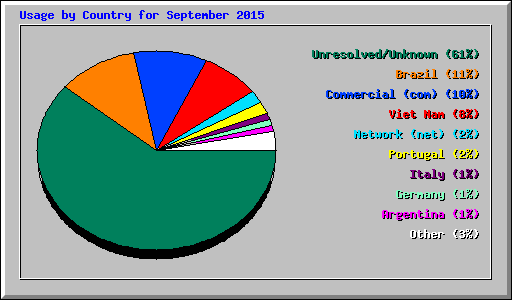 Usage by Country for September 2015
Unresolved/Unknown (61%)
Brazil (11%)
Commercial (com) (10%)
Viet Nam (8%)
Network (net) (2%)
Portugal (2%)
Italy (1%)
Germany (1%)
Argentina (1%)
Other (3%)